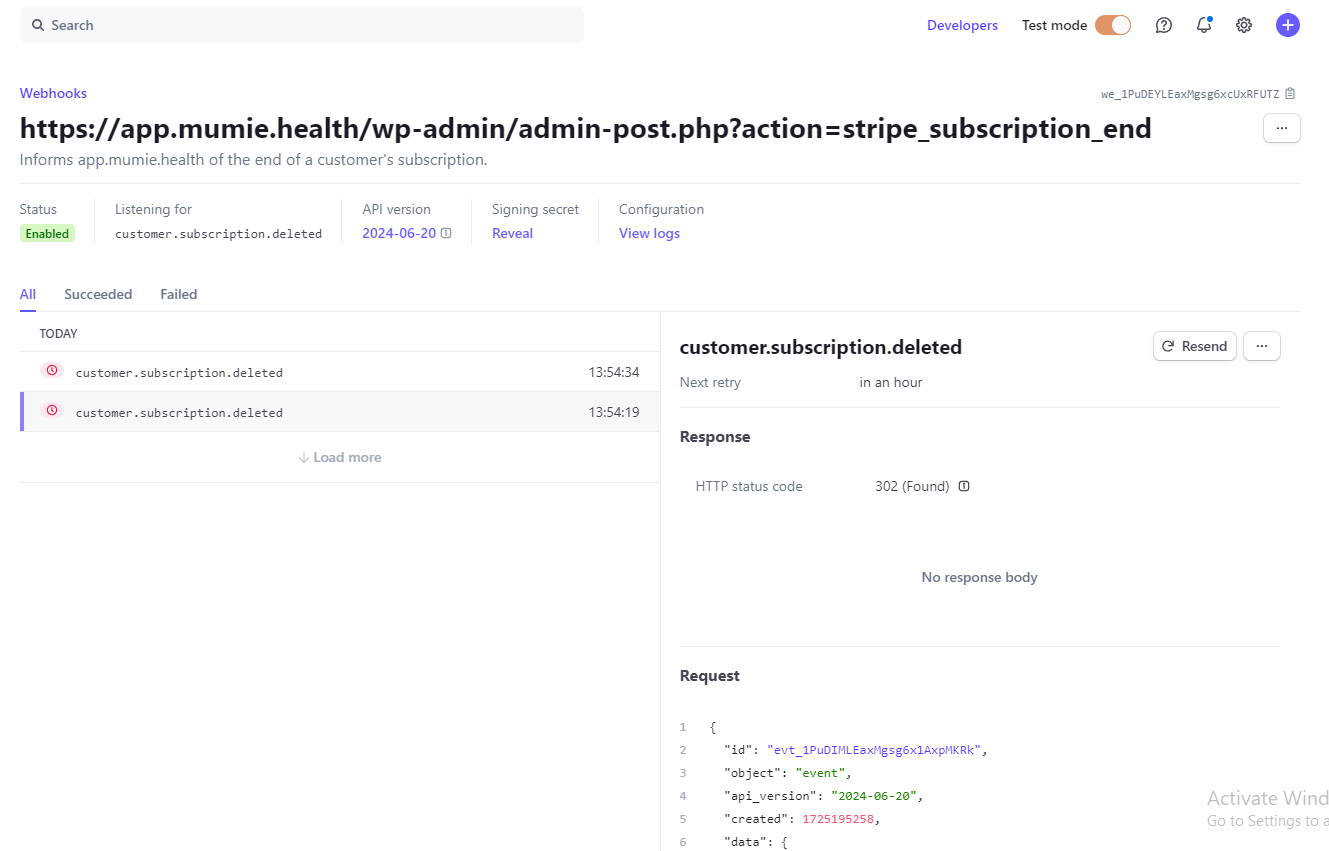 Search
Developers Test mode
Webhooks
we_1PuDEYLEaxMgsg6xcUxRFUTZ
https://app.mumie.health/wp-admin/admin-post.php?action=stripe_subscription_end
Informs app.mumie.health of the end of a customer's subscription.
Status Listening for API version Signing secret Configuration
Enabled customer.subscription.deleted 2024-06-20 Reveal View logs
All Succeeded Failed
TODAY
customer.subscription.deleted 13:54:34
customer.subscription.deleted 13:54:19
Load more
customer.subscription.deleted Resend
Next retry in an hour
Response
HTTP status code 302 (Found)
No response body
Request
1 {
2 "id": "evt_1PuDIMLEaxMgsg6x1AxpMKRk",
3 "object": "event",
4 "api_version": "2024-06-20",
5 "created": 1725195258,
6 "data": {
Activate Wind
Go to Settings to a